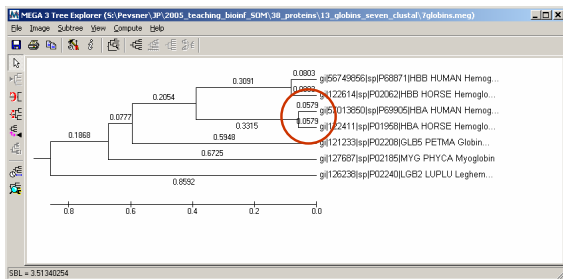 MEGA 3 Tree Explorer (S:\Pevsner\JP\2005_teaching_bioinf_SOM\38_proteins\13_globins_seven_clustal\7globins.meg)
File Image Subtree View Compute Help
0.0803
gi|56749856|sp|P68871|HBB HUMAN Hemog...
0.3091
0.0803
gi|122614|sp|P02062|HBB HORSE Hemoglo...
0.2054
0.0579
gi|57013850|sp|P69905|HBA HUMAN Hemog...
0.0777
0.3315
0.0579
gi|122411|sp|P01958|HBA HORSE Hemoglo...
0.1868
0.5948
gi|121233|sp|P02208|GLB5 PETMA Globin...
0.6725
gi|127687|sp|P02185|MYG PHYCA Myoglobin
0.8592
gi|126238|sp|P02240|LGB2 LUPLU Leghem...
0.8 0.6 0.4 0.2 0.0
SBL = 3.51340254